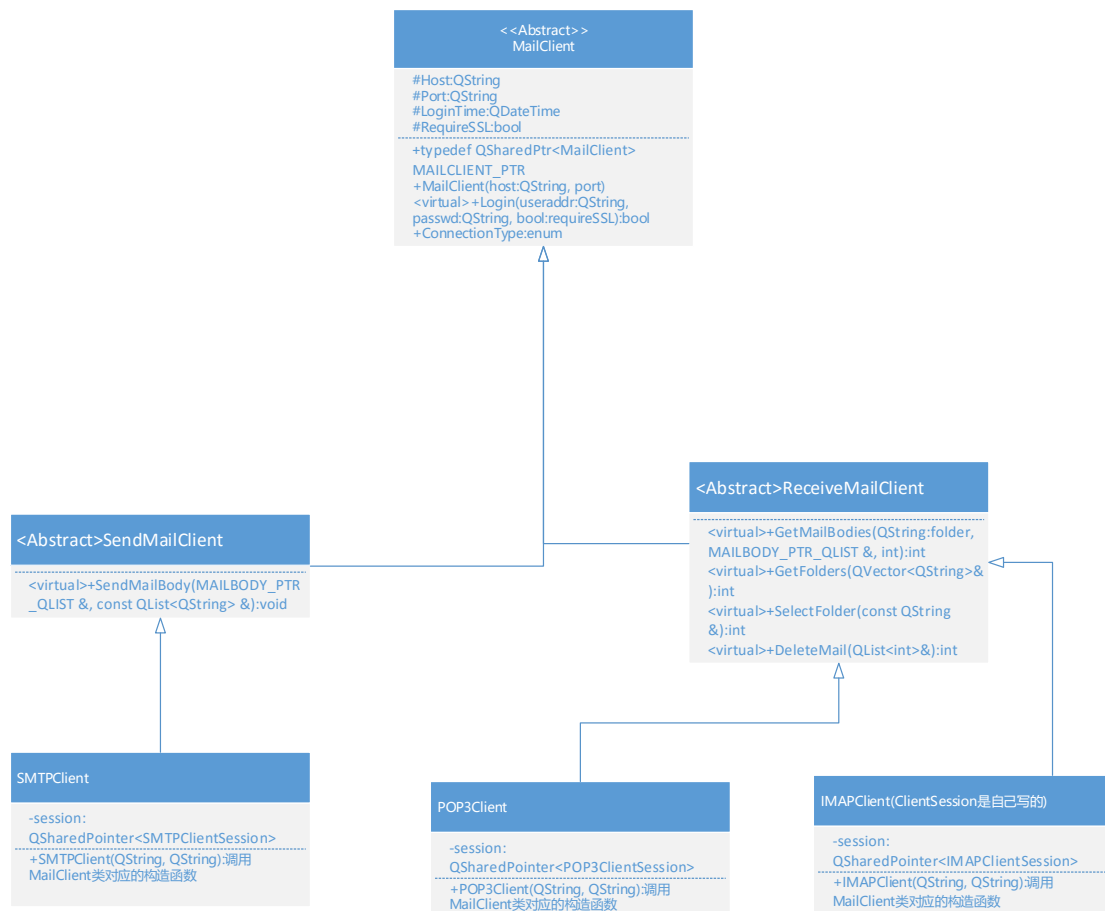 <<Abstract>>
MailClient
#Host:QString
#Port:QString
#LoginTime:QDateTime
#RequireSSL:bool
+typedef QSharedPtr<MailClient>
MAILCLIENT_PTR
+MailClient(host:QString, port)
<virtual>+Login(useraddr:QString,
passwd:QString, bool:requireSSL):bool
+ConnectionType:enum
<Abstract>ReceiveMailClient
<virtual>+GetMailBodies(QString:folder,
MAILBODY_PTR_QLIST &, int):int
<virtual>+GetFolders(QVector<QString>&
):int
<virtual>+SelectFolder(const QString
&):int
<virtual>+DeleteMail(QList<int>&):int
<Abstract>SendMailClient
<virtual>+SendMailBody(MAILBODY_PTR
_QLIST &, const QList<QString> &):void
SMTPClient
-session:
QSharedPointer<SMTPClientSession>
+SMTPClient(QString, QString):调用
MailClient类对应的构造函数
POP3Client
-session:
QSharedPointer<POP3ClientSession>
+POP3Client(QString, QString):调用
MailClient类对应的构造函数
IMAPClient(ClientSession是自己写的)
-session:
QSharedPointer<IMAPClientSession>
+IMAPClient(QString, QString):调用
MailClient类对应的构造函数